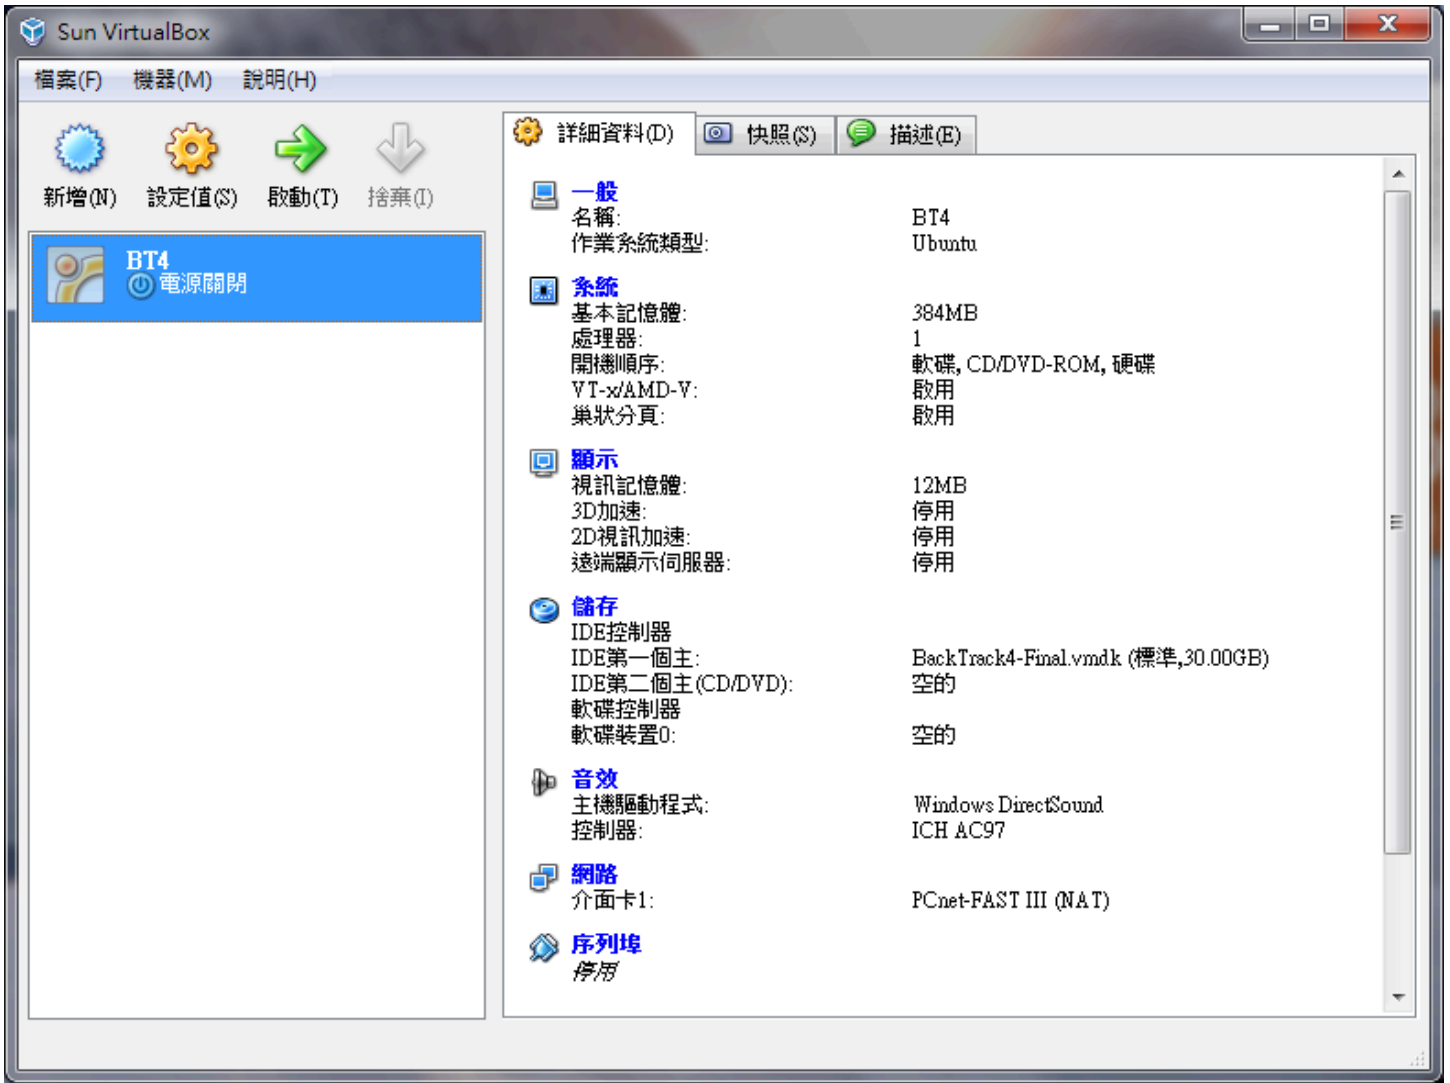 Sun VirtualBox
檔案(F) 機器(M) 說明(H)
新增(N) 設定值(S) 啟動(T) 捨棄(I)
BT4
電源關閉
詳細資料(D) 快照(S) 描述(E)
一般
名稱: BT4
作業系統類型: Ubuntu
系統
基本記憶體: 384MB
處理器: 1
開機順序: 軟碟, CD/DVD-ROM, 硬碟
VT-x/AMD-V: 啟用
巢狀分頁: 啟用
顯示
視訊記憶體: 12MB
3D加速: 停用
2D視訊加速: 停用
遠端顯示伺服器: 停用
儲存
IDE控制器
IDE第一個主: BackTrack4-Final.vmdk (標準,30.00GB)
IDE第二個主(CD/DVD): 空的
軟碟控制器
軟碟裝置0: 空的
音效
主機驅動程式: Windows DirectSound
控制器: ICH AC97
網路
介面卡1: PCnet-FAST III (NAT)
序列埠
停用